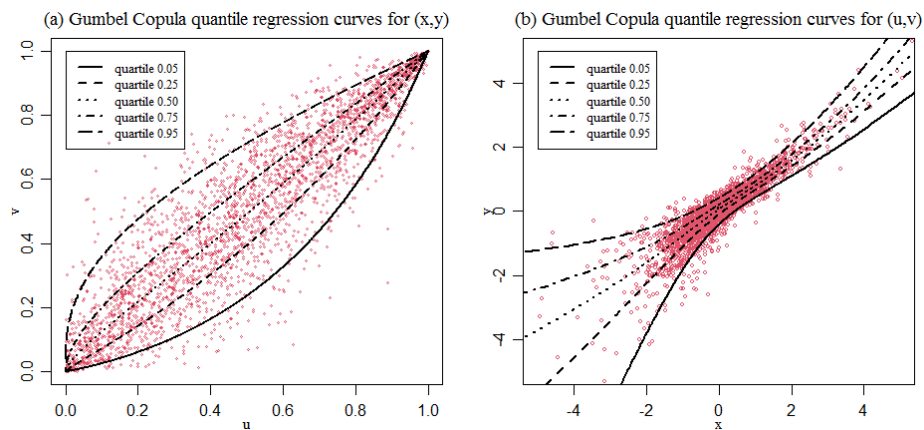 (a) Gumbel Copula quantile regression curves for (x,y)
quartile 0.05
quartile 0.25
quartile 0.50
quartile 0.75
quartile 0.95
1.0
0.8
0.6
0.4
0.2
0.0
v
0.0 0.2 0.4 0.6 0.8 1.0
u
(b) Gumbel Copula quantile regression curves for (u,v)
quartile 0.05
quartile 0.25
quartile 0.50
quartile 0.75
quartile 0.95
4
2
0
-2
-4
y
-4 -2 0 2 4
x